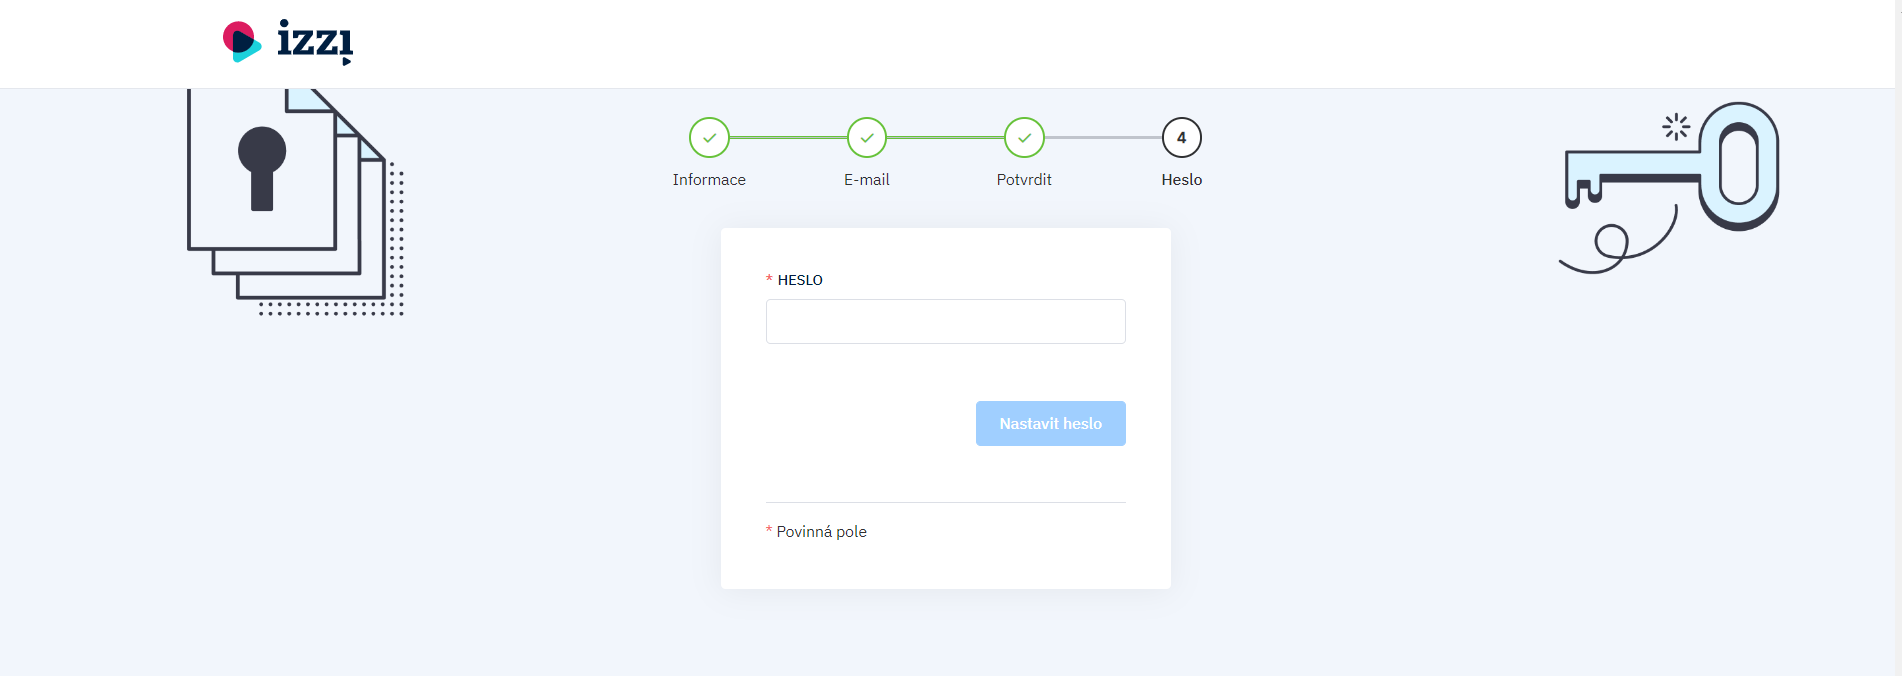 izzi
4
Informace
E-mail
Potvrdit
Heslo
* HESLO
Nastavit heslo
* Povinná pole